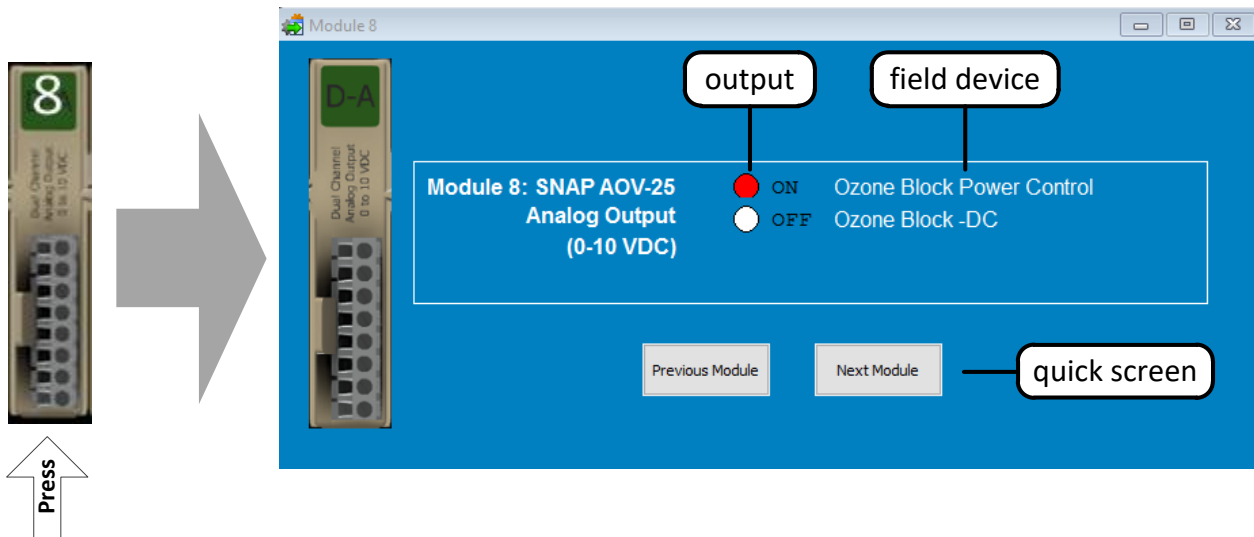 8
Dual Channel
Analog Output
0 to 10 VDC
Press
Module 8
D-A
Dual Channel
Analog Output
0 to 10 VDC
output
field device
Module 8: SNAP AOV-25
Analog Output
(0-10 VDC)
ON
Ozone Block Power Control
OFF
Ozone Block -DC
Previous Module
Next Module
quick screen